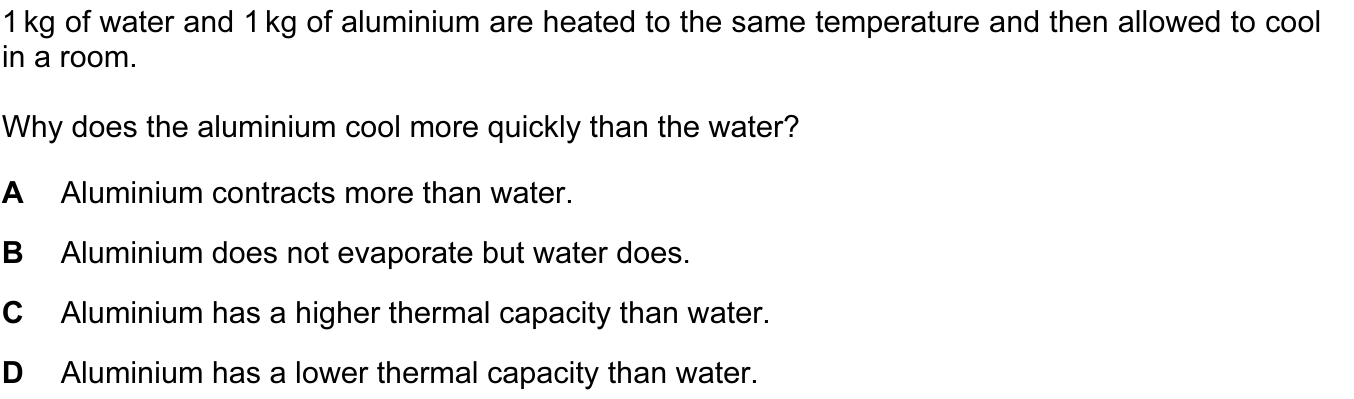 1 kg of water and 1 kg of aluminium are heated to the same temperature and then allowed to cool
in a room.
Why does the aluminium cool more quickly than the water?
A Aluminium contracts more than water.
B Aluminium does not evaporate but water does.
C Aluminium has a higher thermal capacity than water.
D Aluminium has a lower thermal capacity than water.